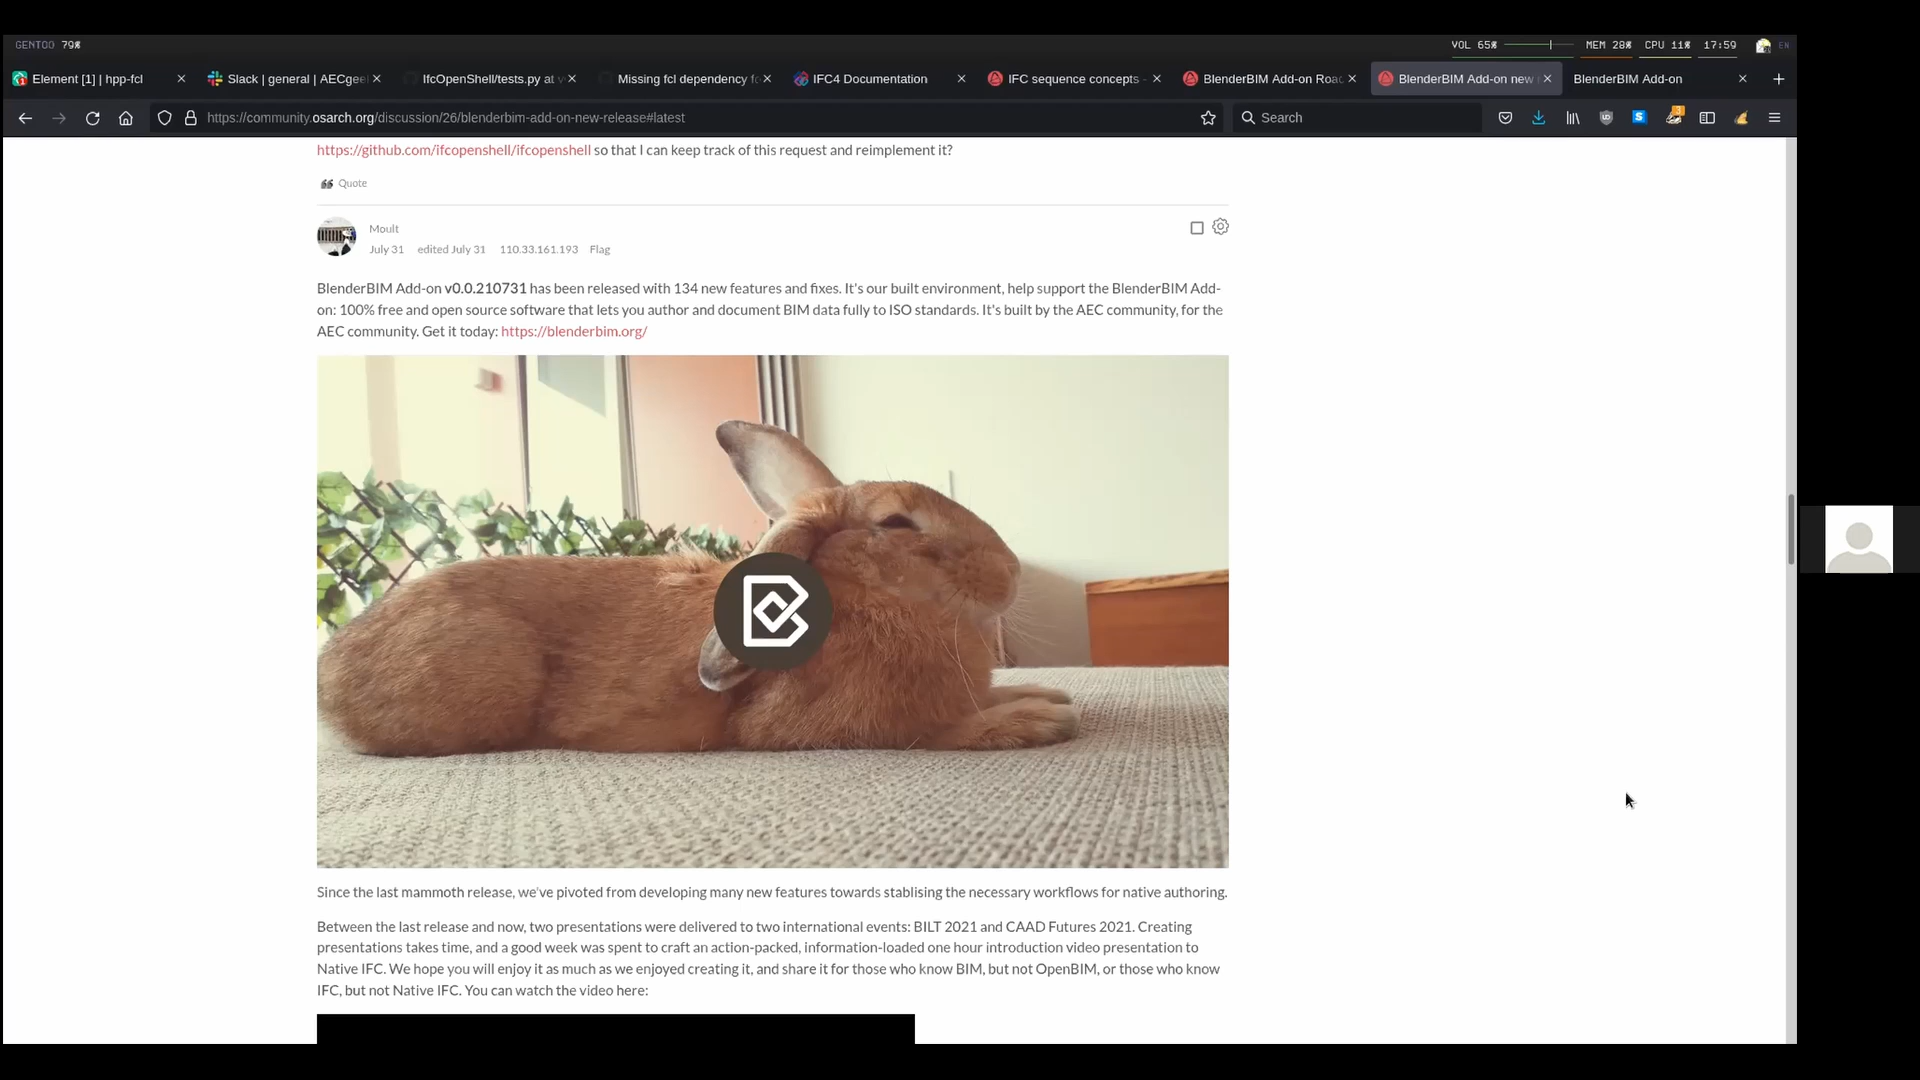 GENTOO 79%
VOL 65% MEM 28% CPU 11% 17:59 EN
Element [1] | hpp-fcl
Slack | general | AECgee
IfcOpenShell/tests.py at v
Missing fcl dependency fo
IFC4 Documentation
IFC sequence concepts -
BlenderBIM Add-on Road
BlenderBIM Add-on new
BlenderBIM Add-on
https://community.osarch.org/discussion/26/blenderbim-add-on-new-release#latest
Search
https://github.com/ifcopenshell/ifcopenshell so that I can keep track of this request and reimplement it?
Quote
Moult
July 31 edited July 31 110.33.161.193 Flag
BlenderBIM Add-on v0.0.210731 has been released with 134 new features and fixes. It's our built environment, help support the BlenderBIM Add-
on: 100% free and open source software that lets you author and document BIM data fully to ISO standards. It's built by the AEC community, for the
AEC community. Get it today: https://blenderbim.org/
Since the last mammoth release, we've pivoted from developing many new features towards stablising the necessary workflows for native authoring.
Between the last release and now, two presentations were delivered to two international events: BILT 2021 and CAAD Futures 2021. Creating
presentations takes time, and a good week was spent to craft an action-packed, information-loaded one hour introduction video presentation to
Native IFC. We hope you will enjoy it as much as we enjoyed creating it, and share it for those who know BIM, but not OpenBIM, or those who know
IFC, but not Native IFC. You can watch the video here: